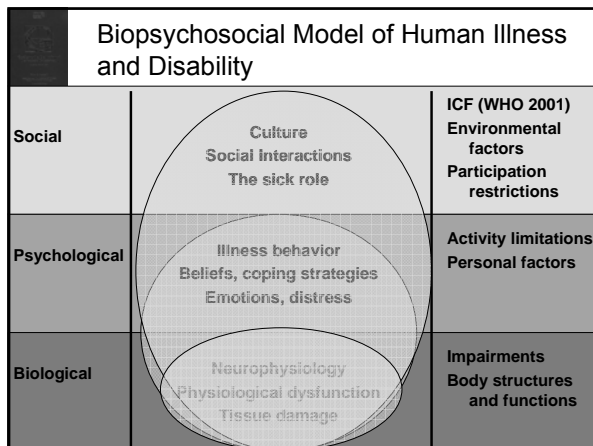 Biopsychosocial Model of Human Illness
and Disability
Social
Culture
Social Interactions
The sick role
ICF (WHO 2001)
Environmental
factors
Participation
restrictions
Psychological
Illness behavior
Beliefs, coping strategies
Emotions, distress
Activity limitations
Personal factors
Biological
Neurophysiology
Physiological dysfunction
Tissue damage
Impairments
Body structures
and functions